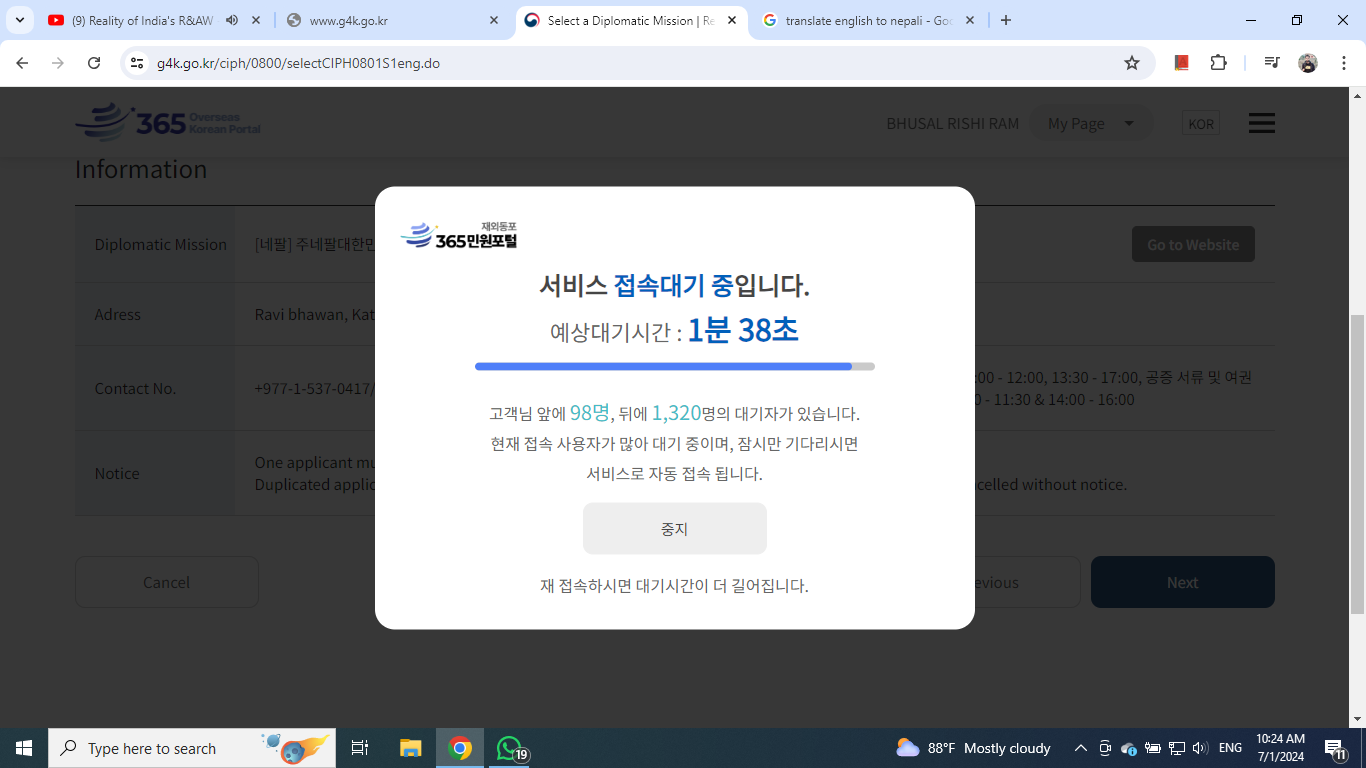 (9) Reality of India's R&AW
www.g4k.go.kr
Select a Diplomatic Mission | Re
translate english to nepali - Goo
g4k.go.kr/ciph/0800/selectCIPH0801S1eng.do
365 Overseas Korean Portal
BHUSAL RISHI RAM
My Page
KOR
Information
Diplomatic Mission
[네팔] 주네팔대한민
Go to Website
Adress
Ravi bhawan, Kat
Contact No.
+977-1-537-0417/
:00 - 12:00, 13:30 - 17:00, 공증 서류 및 여권
0 - 11:30 & 14:00 - 16:00
Notice
One applicant mu
Duplicated applic
celled without notice.
Cancel
evious
Next
재외동포
365민원포털
서비스 접속대기 중입니다.
예상대기시간 : 1분 38초
고객님 앞에 98명, 뒤에 1,320명의 대기자가 있습니다.
현재 접속 사용자가 많아 대기 중이며, 잠시만 기다리시면
서비스로 자동 접속 됩니다.
중지
재 접속하시면 대기시간이 더 길어집니다.
Type here to search
19
88°F Mostly cloudy
ENG
10:24 AM
7/1/2024
11